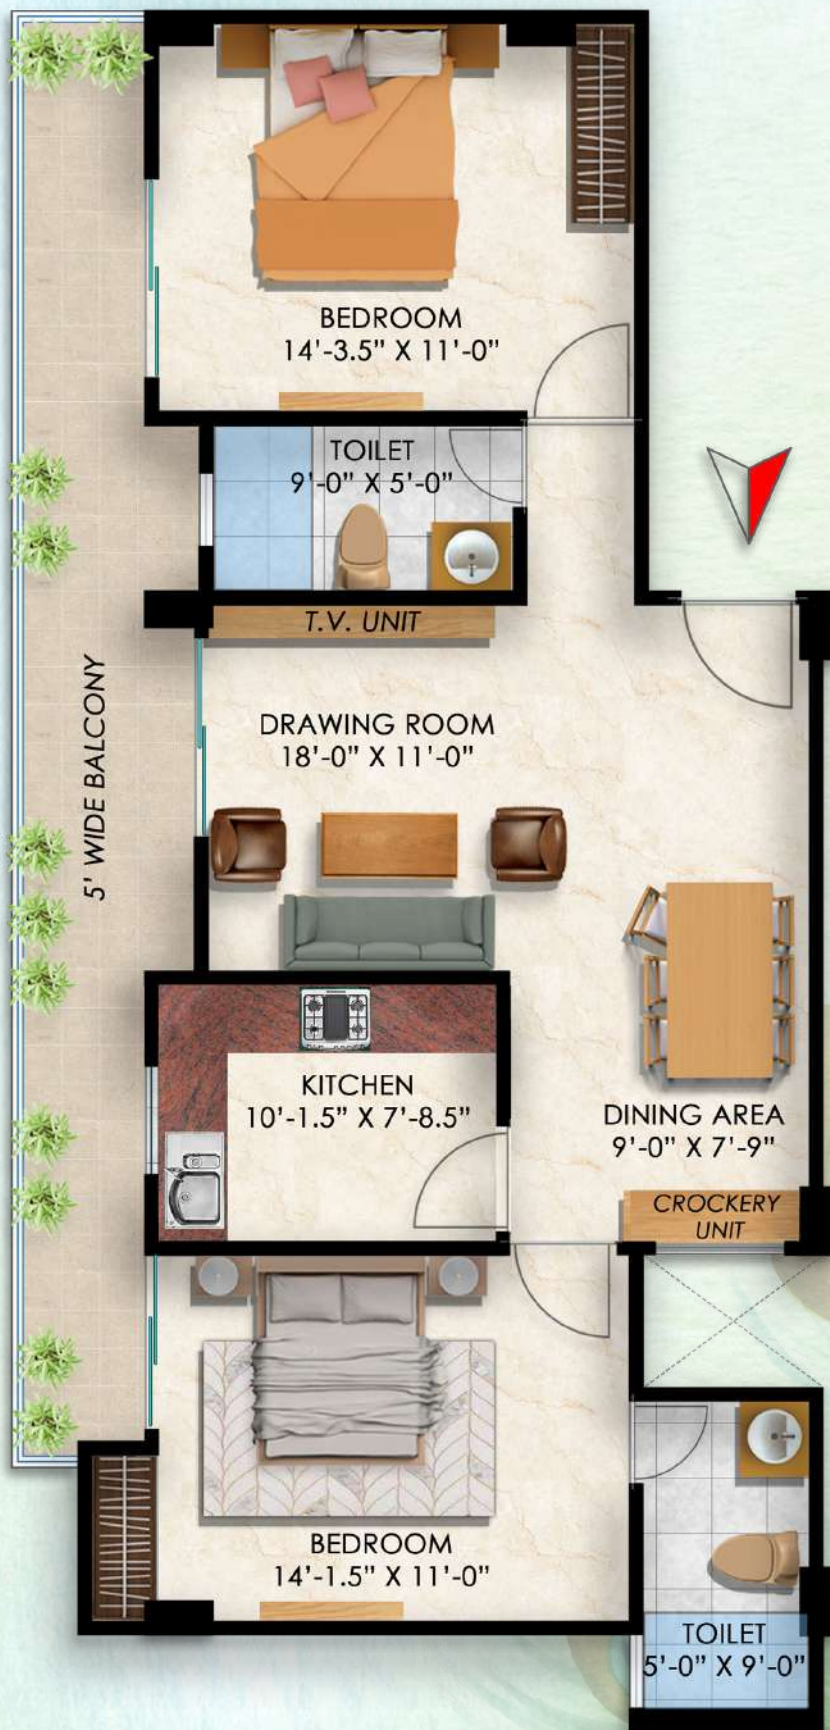 BEDROOM
14'-3.5" X 11'-0"
TOILET
9'-0" X 5'-0"
T.V. UNIT
DRAWING ROOM
18'-0" X 11'-0"
5' WIDE BALCONY
KITCHEN
10'-1.5" X 7'-8.5"
DINING AREA
9'-0" X 7'-9"
CROCKERY
UNIT
BEDROOM
14'-1.5" X 11'-0"
TOILET
5'-0" X 9'-0"